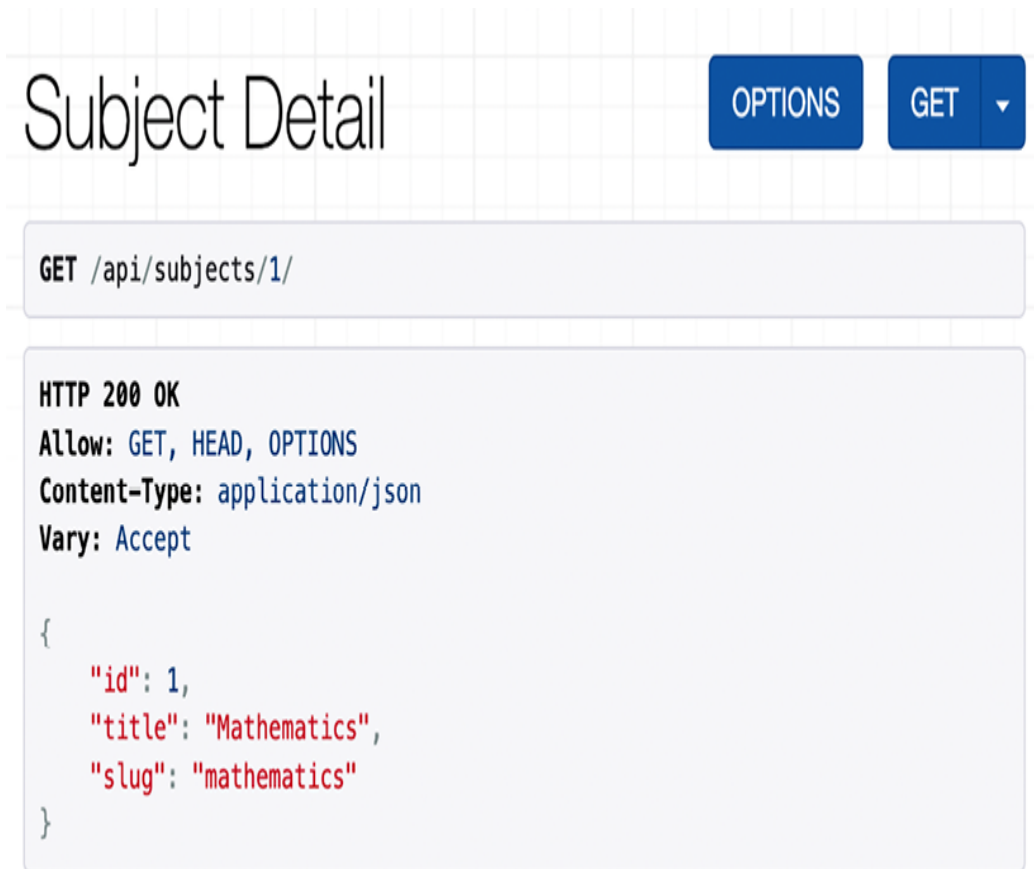 Subject Detail
OPTIONS
GET
GET /api/subjects/1/
HTTP 200 OK
Allow: GET, HEAD, OPTIONS
Content-Type: application/json
Vary: Accept
{
    "id": 1,
    "title": "Mathematics",
    "slug": "mathematics"
}